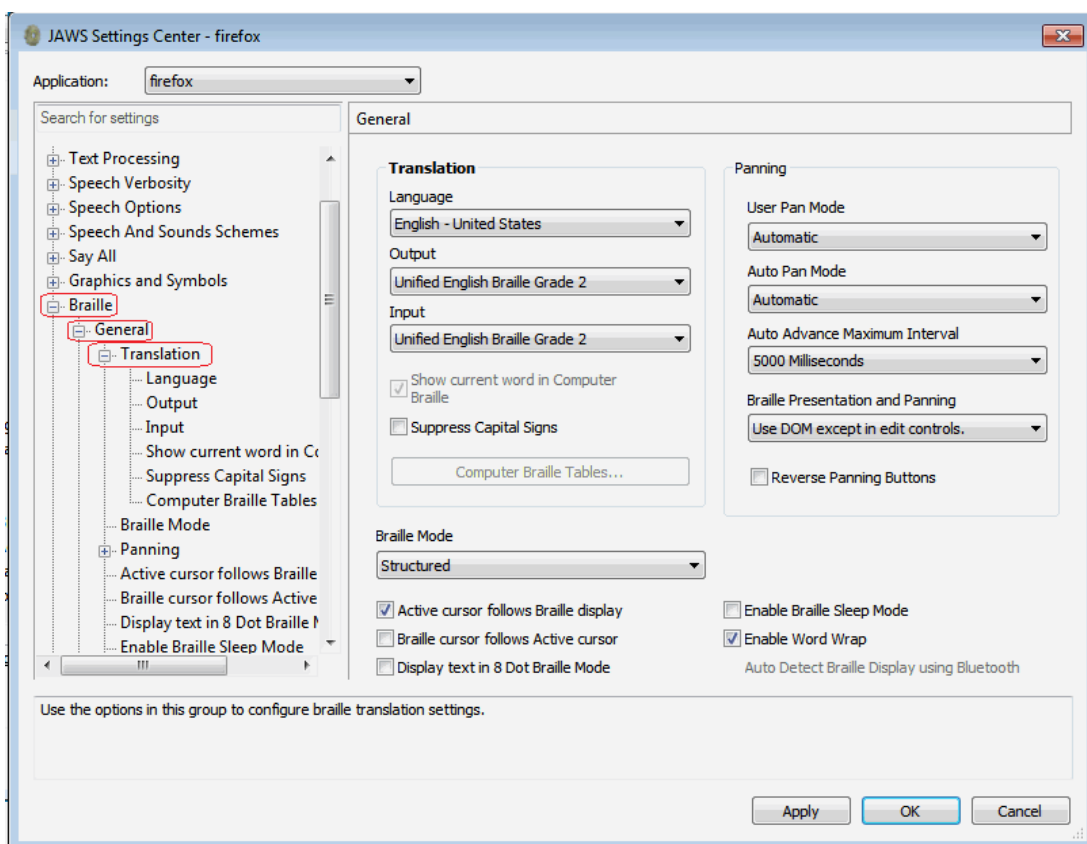 JAWS Settings Center - firefox
Application: firefox
Search for settings
General
Text Processing
Speech Verbosity
Speech Options
Speech And Sounds Schemes
Say All
Graphics and Symbols
Braille
General
Translation
Language
Output
Input
Show current word in Co
Suppress Capital Signs
Computer Braille Tables
Braille Mode
Panning
Active cursor follows Braille
Braille cursor follows Active
Display text in 8 Dot Braille M
Enable Braille Sleep Mode
Translation
Language
English - United States
Output
Unified English Braille Grade 2
Input
Unified English Braille Grade 2
Show current word in Computer
Braille
Suppress Capital Signs
Computer Braille Tables...
Panning
User Pan Mode
Automatic
Auto Pan Mode
Automatic
Auto Advance Maximum Interval
5000 Milliseconds
Braille Presentation and Panning
Use DOM except in edit controls.
Reverse Panning Buttons
Braille Mode
Structured
Active cursor follows Braille display
Braille cursor follows Active cursor
Display text in 8 Dot Braille Mode
Enable Braille Sleep Mode
Enable Word Wrap
Auto Detect Braille Display using Bluetooth
Use the options in this group to configure braille translation settings.
Apply OK Cancel